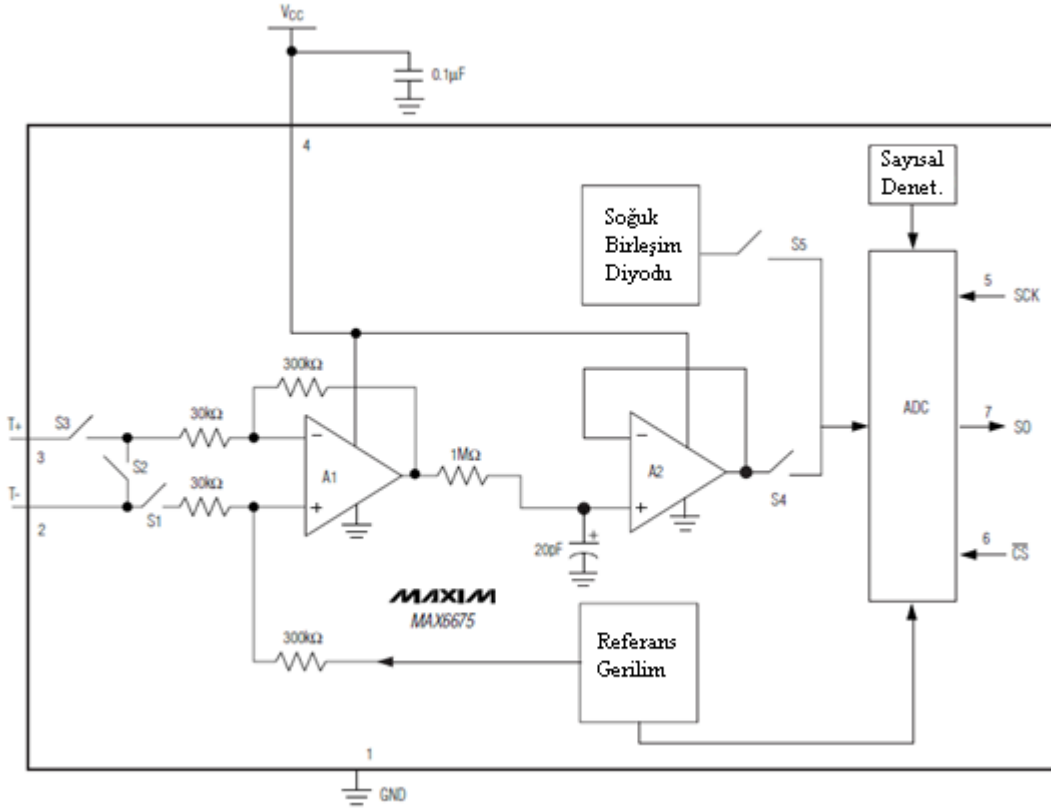 VCC
0.1µF
4
Sayısal
Denet.
Soğuk
Birleşim
Diyodu
S5
5
SCK
300kΩ
ADC
7
SO
T+
S3
30kΩ
3
S2
A1
1MΩ
A2
T-
S1
30kΩ
S4
2
20pF
6
CS
MAXIM
MAX6675
300kΩ
Referans
Gerilim
1
GND